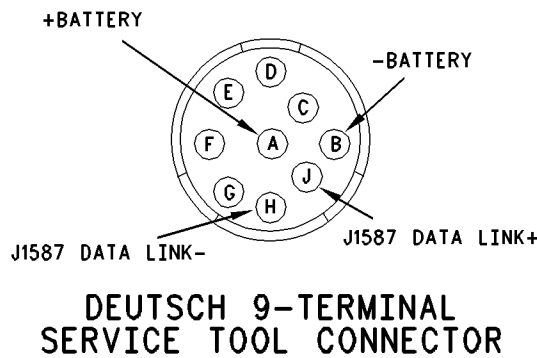 +BATTERY
-BATTERY
D
E
C
F
A
B
J
G
H
J1587 DATA LINK-
J1587 DATA LINK+
DEUTSCH 9-TERMINAL
SERVICE TOOL CONNECTOR